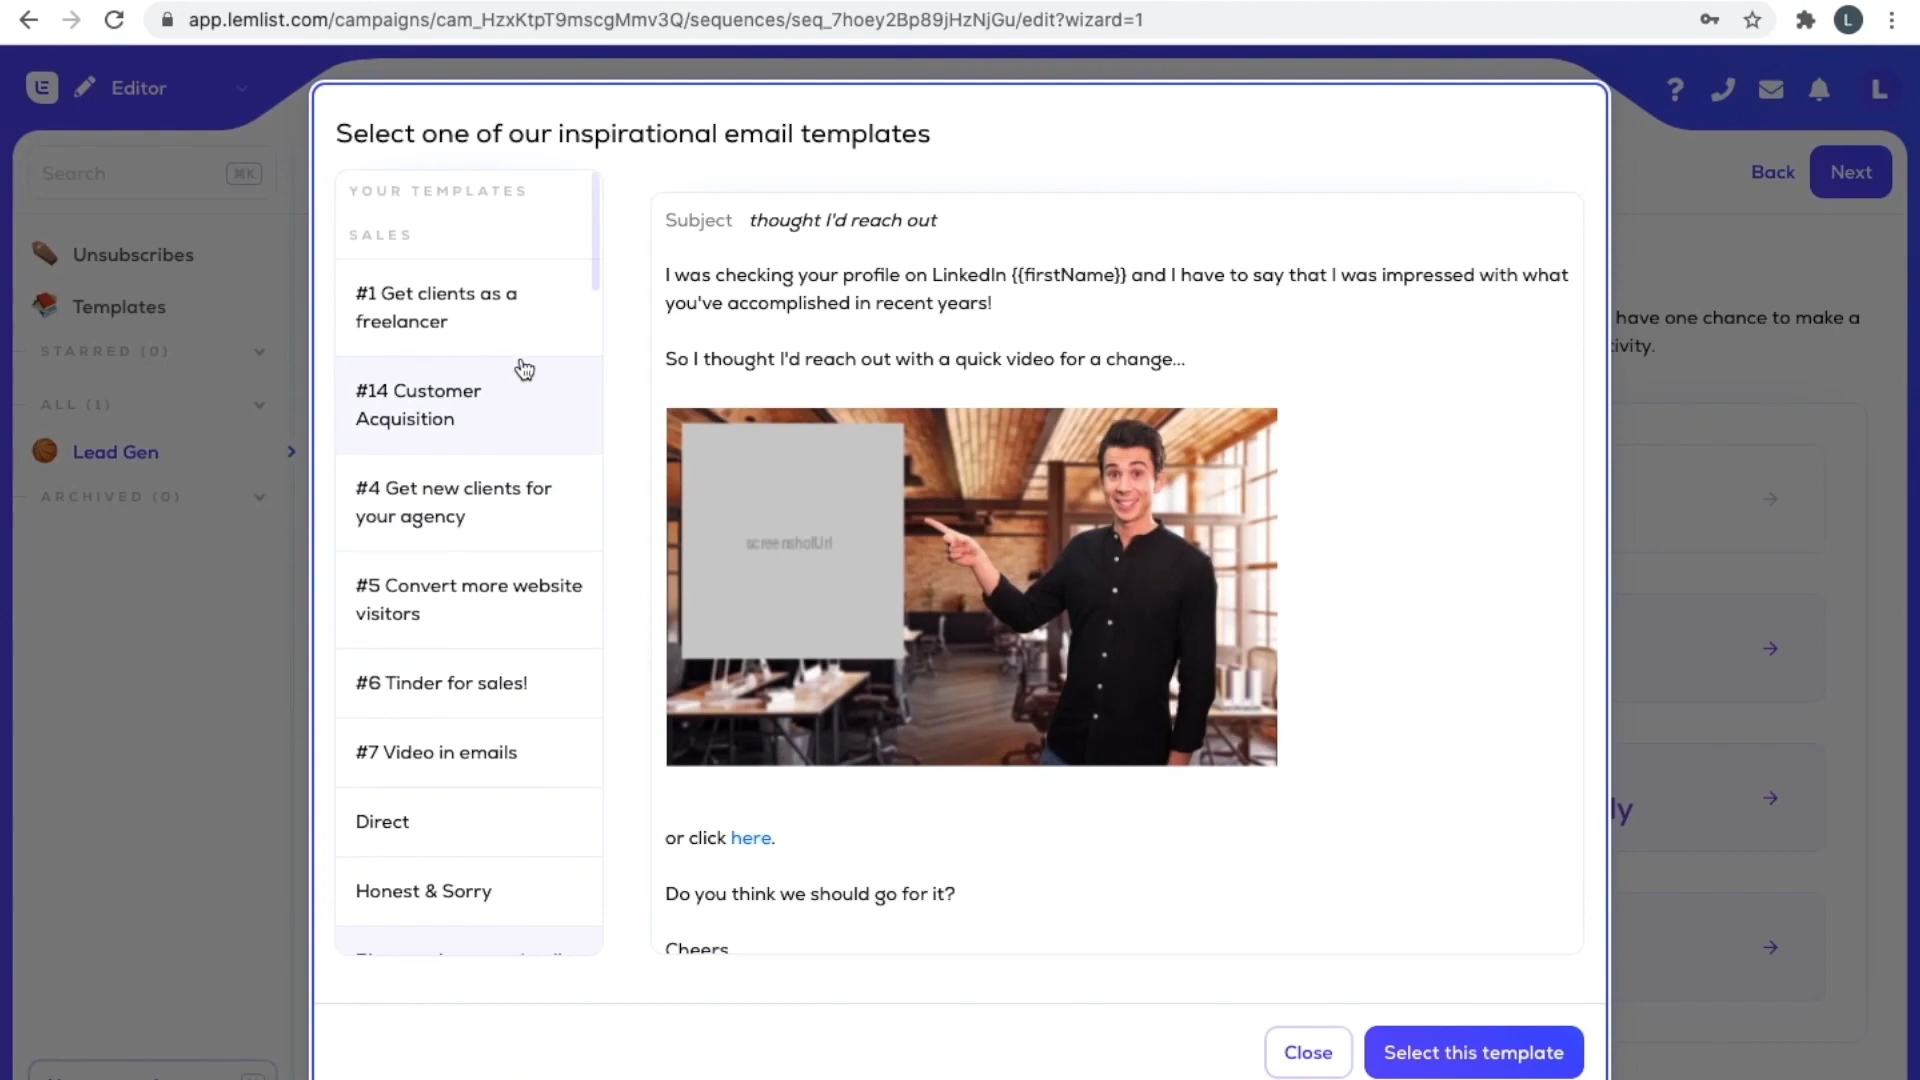 app.lemlist.com/campaigns/cam_HzxKtpT9mscgMmv3Q/sequences/seq_7hoey2Bp89jHzNjGu/edit?wizard=1
L
Editor
L
Select one of our inspirational email templates
Search
⌘K
Back
Next
Unsubscribes
Templates
STARRED (0)
ALL (1)
Lead Gen
ARCHIVED (0)
YOUR TEMPLATES
SALES
#1 Get clients as a
freelancer
#14 Customer
Acquisition
#4 Get new clients for
your agency
#5 Convert more website
visitors
#6 Tinder for sales!
#7 Video in emails
Direct
Honest & Sorry
Subject thought I'd reach out
I was checking your profile on LinkedIn {{firstName}} and I have to say that I was impressed with what
you've accomplished in recent years!
So I thought I'd reach out with a quick video for a change...
screenshotUrl
or click here.
Do you think we should go for it?
Cheers
have one chance to make a
tivity.
ly
Close
Select this template